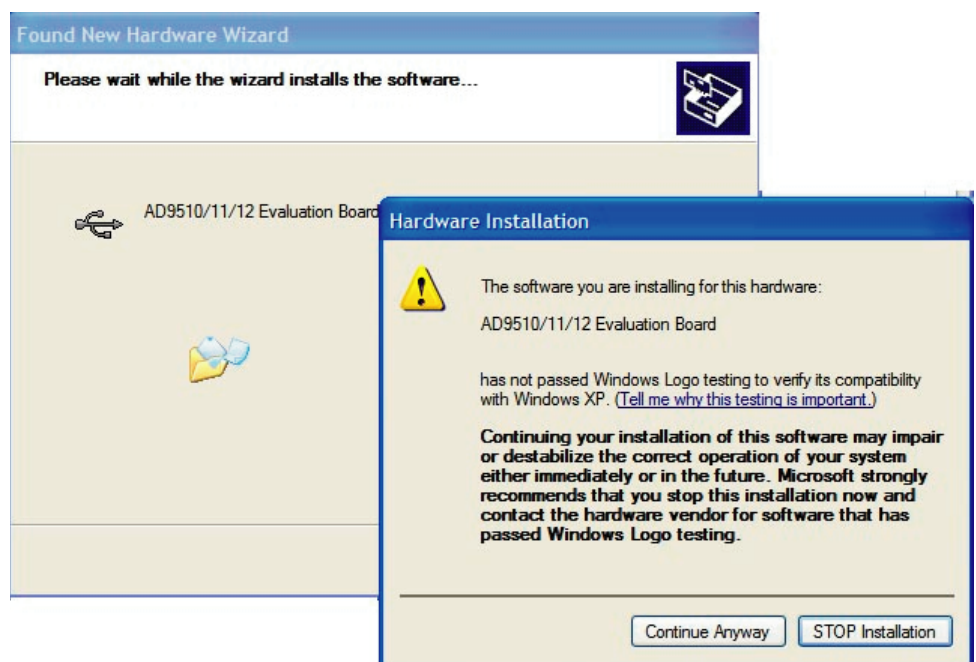 Found New Hardware Wizard
Please wait while the wizard installs the software...
AD9510/11/12 Evaluation Board
Hardware Installation
The software you are installing for this hardware:
AD9510/11/12 Evaluation Board
has not passed Windows Logo testing to verify its compatibility
with Windows XP. (Tell me why this testing is important.)
Continuing your installation of this software may impair
or destabilize the correct operation of your system
either immediately or in the future. Microsoft strongly
recommends that you stop this installation now and
contact the hardware vendor for software that has
passed Windows Logo testing.
Continue Anyway
STOP Installation